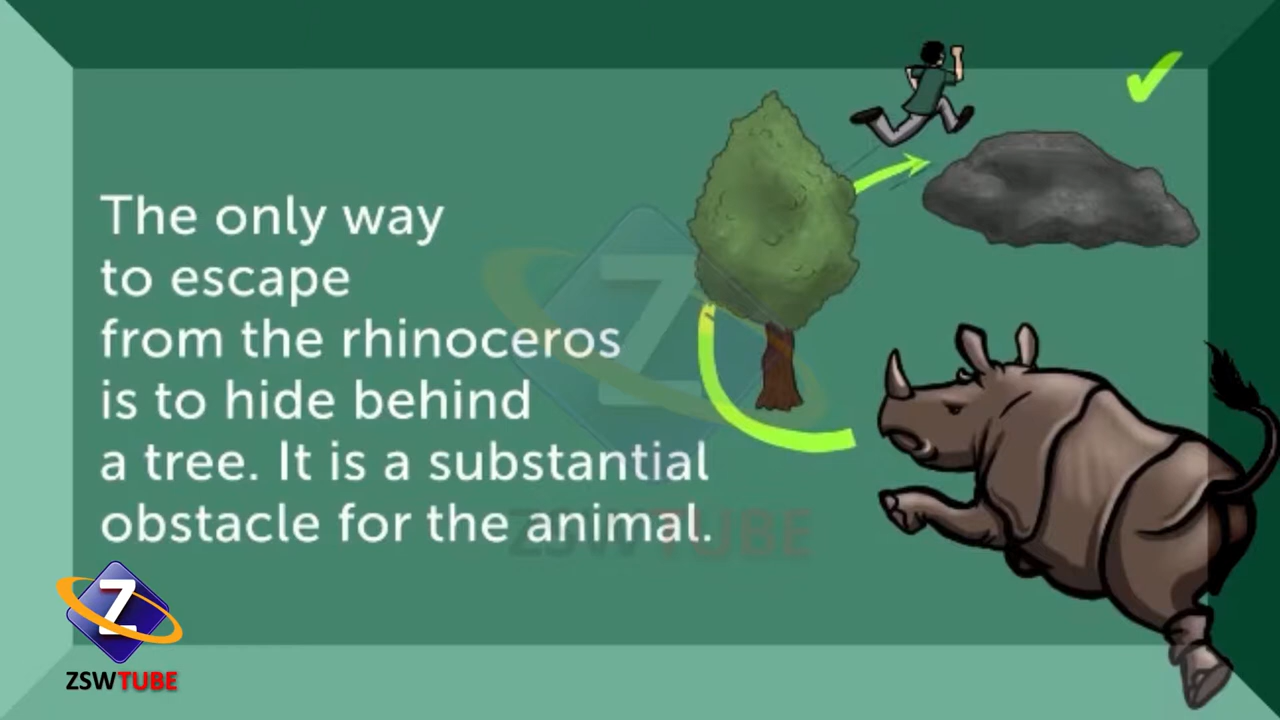 The only way
to escape
from the rhinoceros
is to hide behind
a tree. It is a substantial
obstacle for the animal.
Z
ZSWTUBE
Z
ZSWTUBE